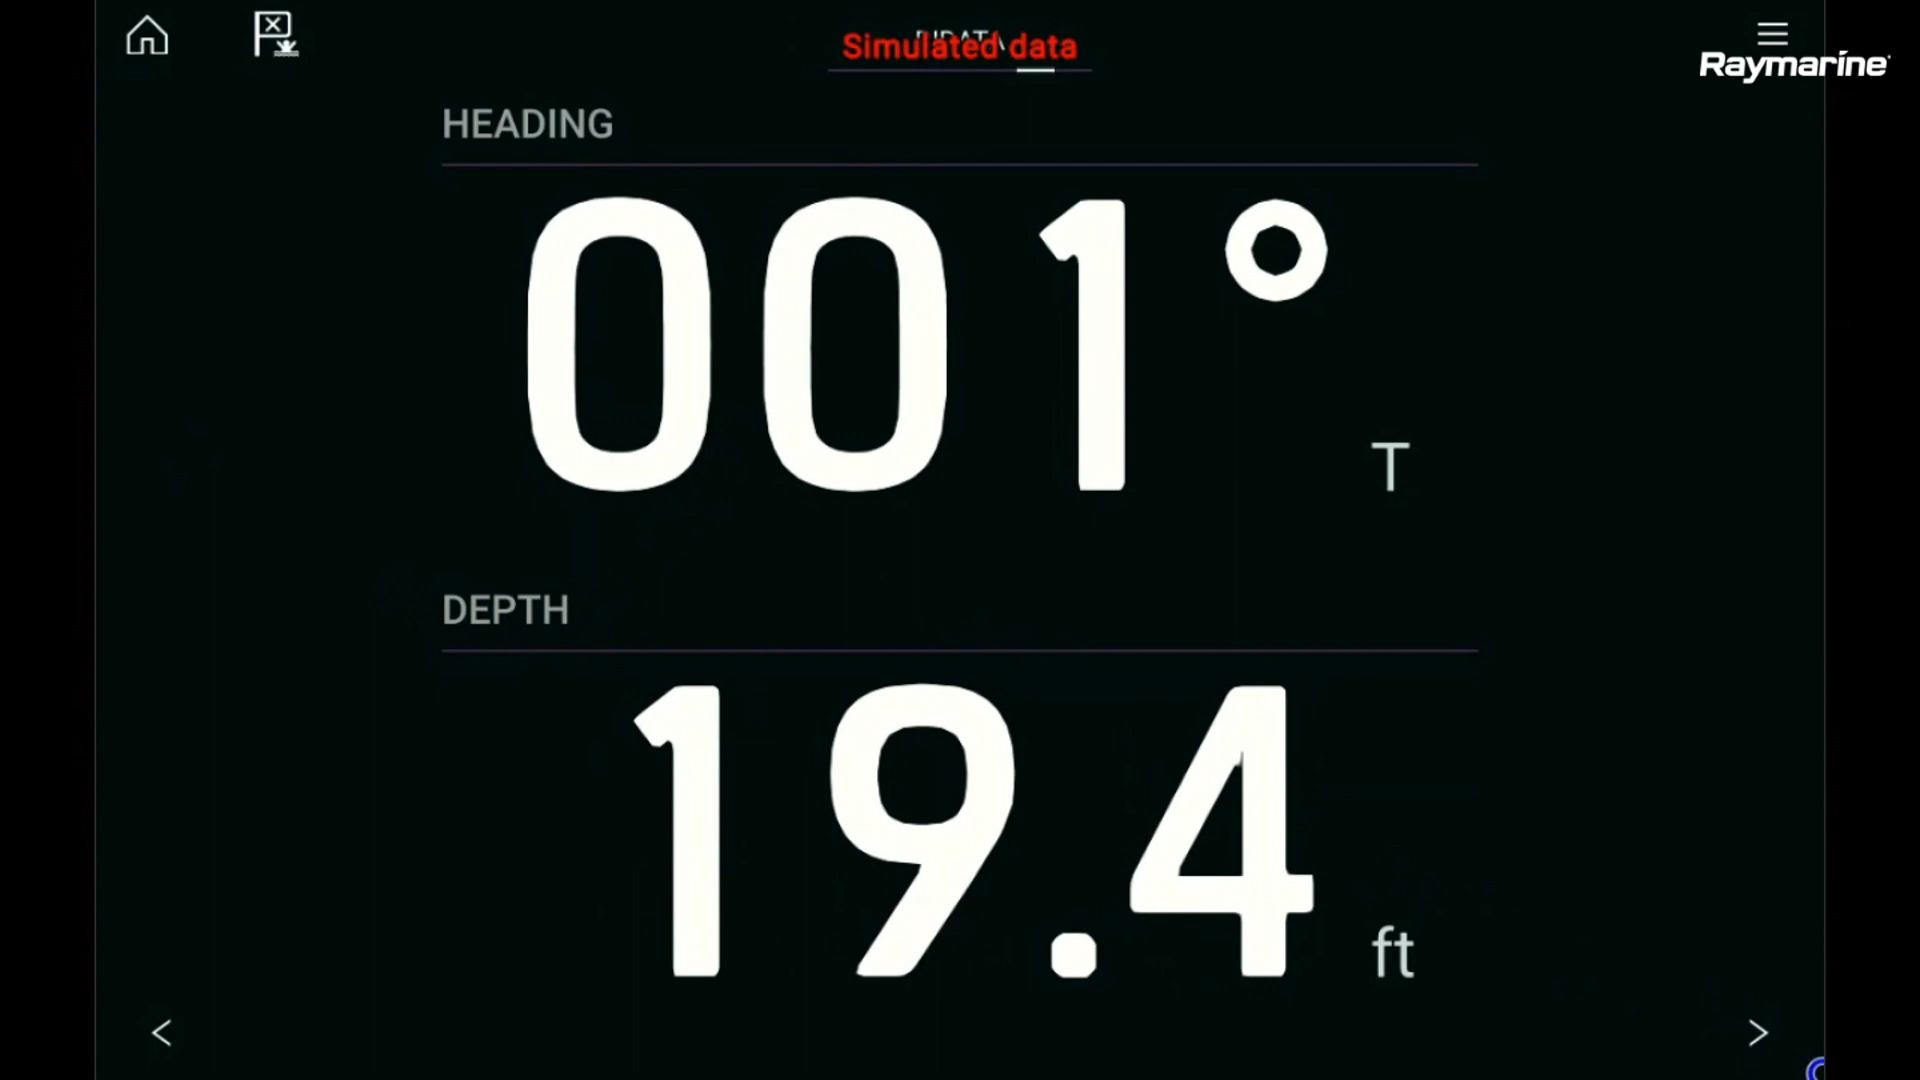 Simulated data
Raymarine
HEADING
001° T
DEPTH
19.4 ft